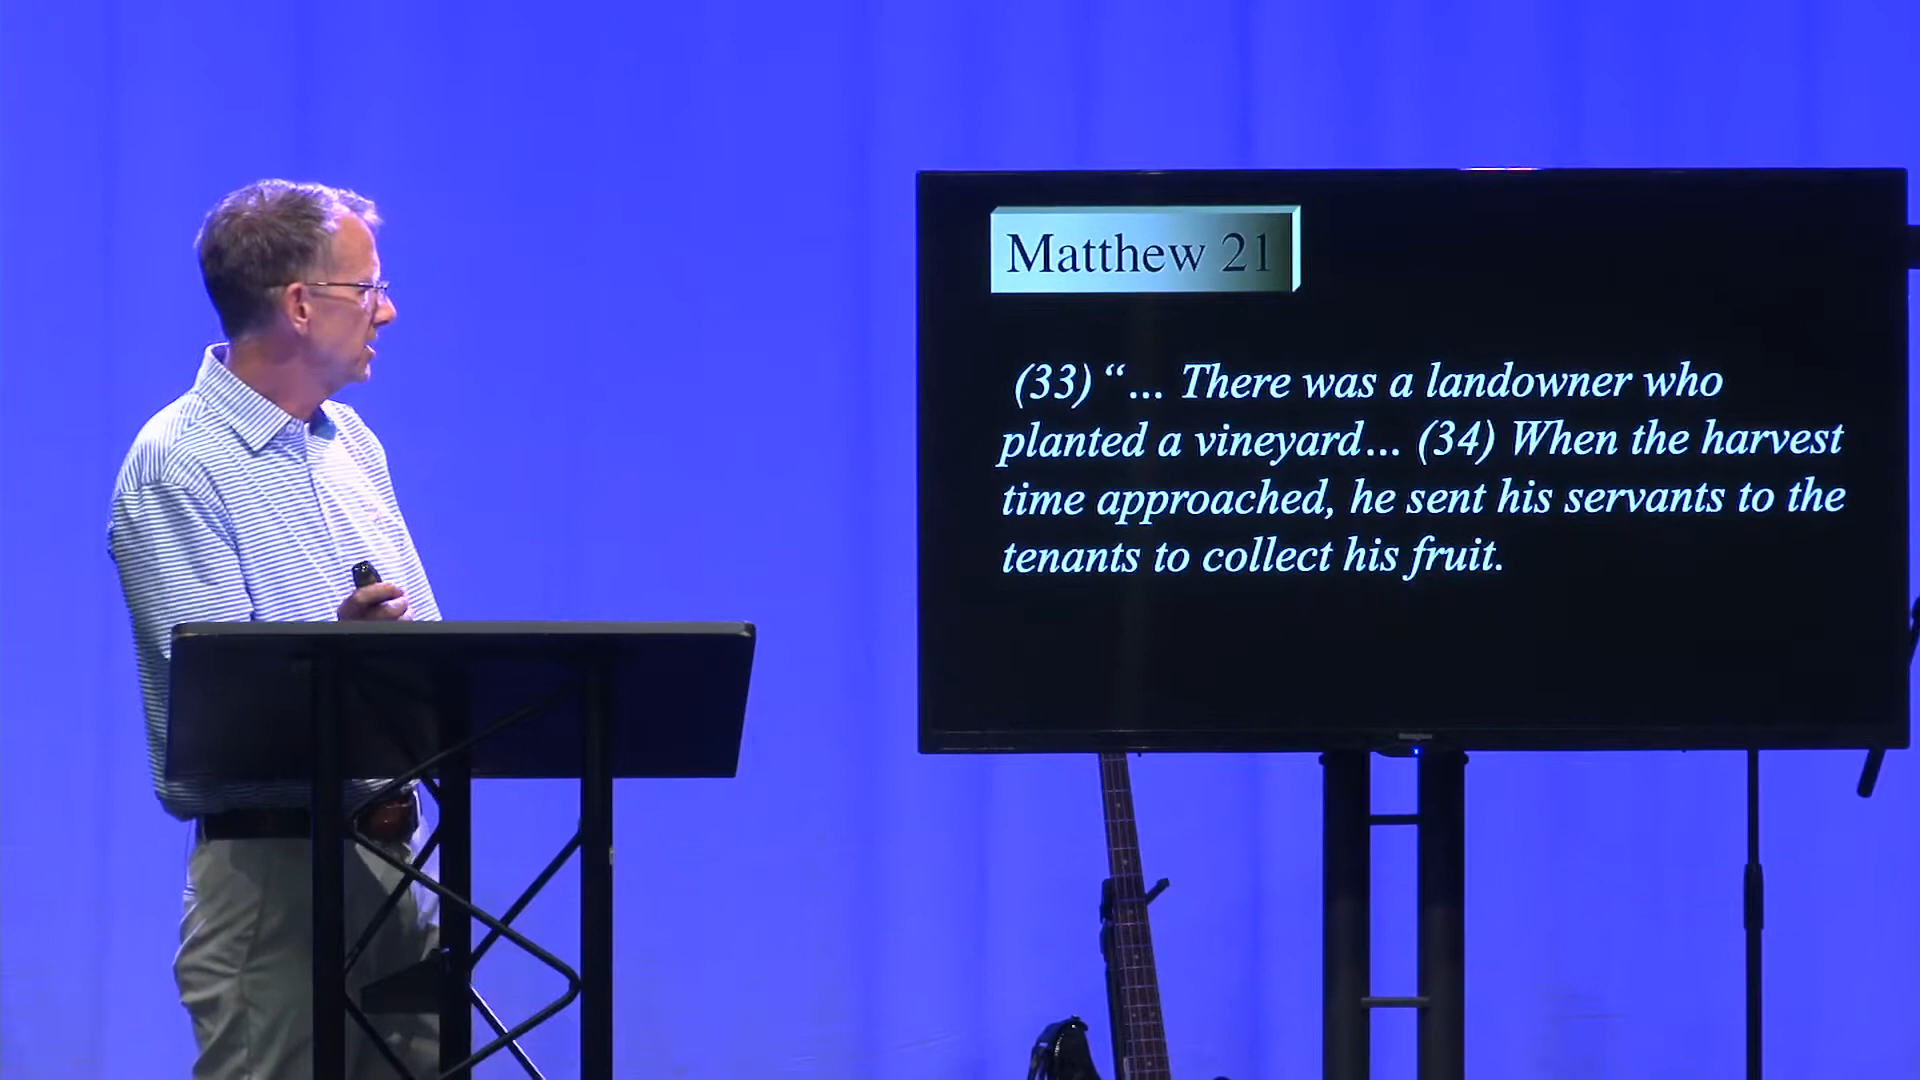 Matthew 21
(33) “... There was a landowner who
planted a vineyard... (34) When the harvest
time approached, he sent his servants to the
tenants to collect his fruit.